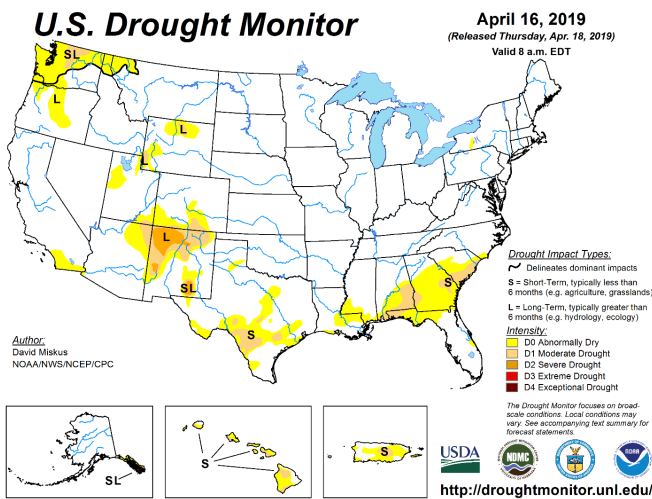 U.S. Drought Monitor
April 16, 2019
(Released Thursday, Apr. 18, 2019)
Valid 8 a.m. EDT
SL
L
L
L
L
SL
S
S
Drought Impact Types:
Delineates dominant impacts
S = Short-Term, typically less than
6 months (e.g. agriculture, grasslands)
L = Long-Term, typically greater than
6 months (e.g. hydrology, ecology)
Intensity:
D0 Abnormally Dry
D1 Moderate Drought
D2 Severe Drought
D3 Extreme Drought
D4 Exceptional Drought
Author:
David Miskus
NOAA/NWS/NCEP/CPC
The Drought Monitor focuses on broad-
scale conditions. Local conditions may
vary. See accompanying text summary for
forecast statements.
SL
S
S
USDA
NDMC
NOAA
http://droughtmonitor.unl.edu/